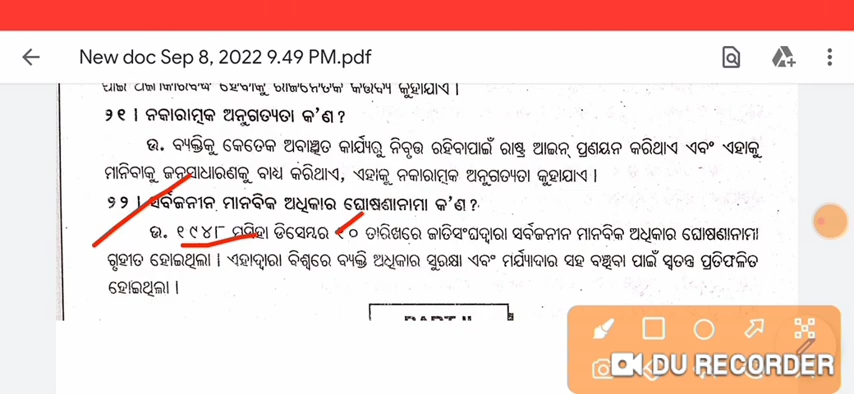 New doc Sep 8, 2022 9.49 PM.pdf
୨୧ । ନକାରାତ୍ମକ ଅନୁଗତ୍ୟତା କ'ଣ ?
ଉ. ବ୍ୟକ୍ତିକୁ କେତେକ ଅବାଞ୍ଛିତ କାର୍ଯ୍ୟରୁ ନିବୃତ୍ତ ରହିବାପାଇଁ ରାଷ୍ଟ୍ର ଆଇନ୍ ପ୍ରଣୟନ କରିଥାଏ ଏବଂ ଏହାକୁ
ମାନିବାକୁ ଜନସାଧାରଣକୁ ବାଧ୍ୟ କରିଥାଏ, ଏହାକୁ ନକାରାତ୍ମକ ଅନୁଗତ୍ୟତା କୁହାଯାଏ ।
୨୨ । ସର୍ବଜନୀନ ମାନବିକ ଅଧିକାର ଘୋଷଣାନାମା କ'ଣ ?
ଉ. ୧୯୪୮ ମସିହା ଡିସେମ୍ବର ୧୦ ତାରିଖରେ ଜାତିସଂଘଦ୍ୱାରା ସର୍ବଜନୀନ ମାନବିକ ଅଧିକାର ଘୋଷଣାନାମା
ଗୃହୀତ ହୋଇଥିଲା । ଏହାଦ୍ୱାରା ବିଶ୍ୱରେ ବ୍ୟକ୍ତି ଅଧିକାର ସୁରକ୍ଷା ଏବଂ ମର୍ଯ୍ୟାଦାର ସହ ବଞ୍ଚିବା ପାଇଁ ସ୍ୱତନ୍ତ୍ର ପ୍ରତିଫଳିତ
ହୋଇଥିଲା ।
DU RECORDER